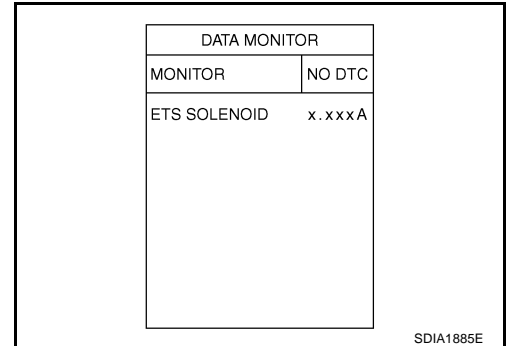 DATA MONITOR
MONITOR NO DTC
ETS SOLENOID x.xxxA
SDIA1885E